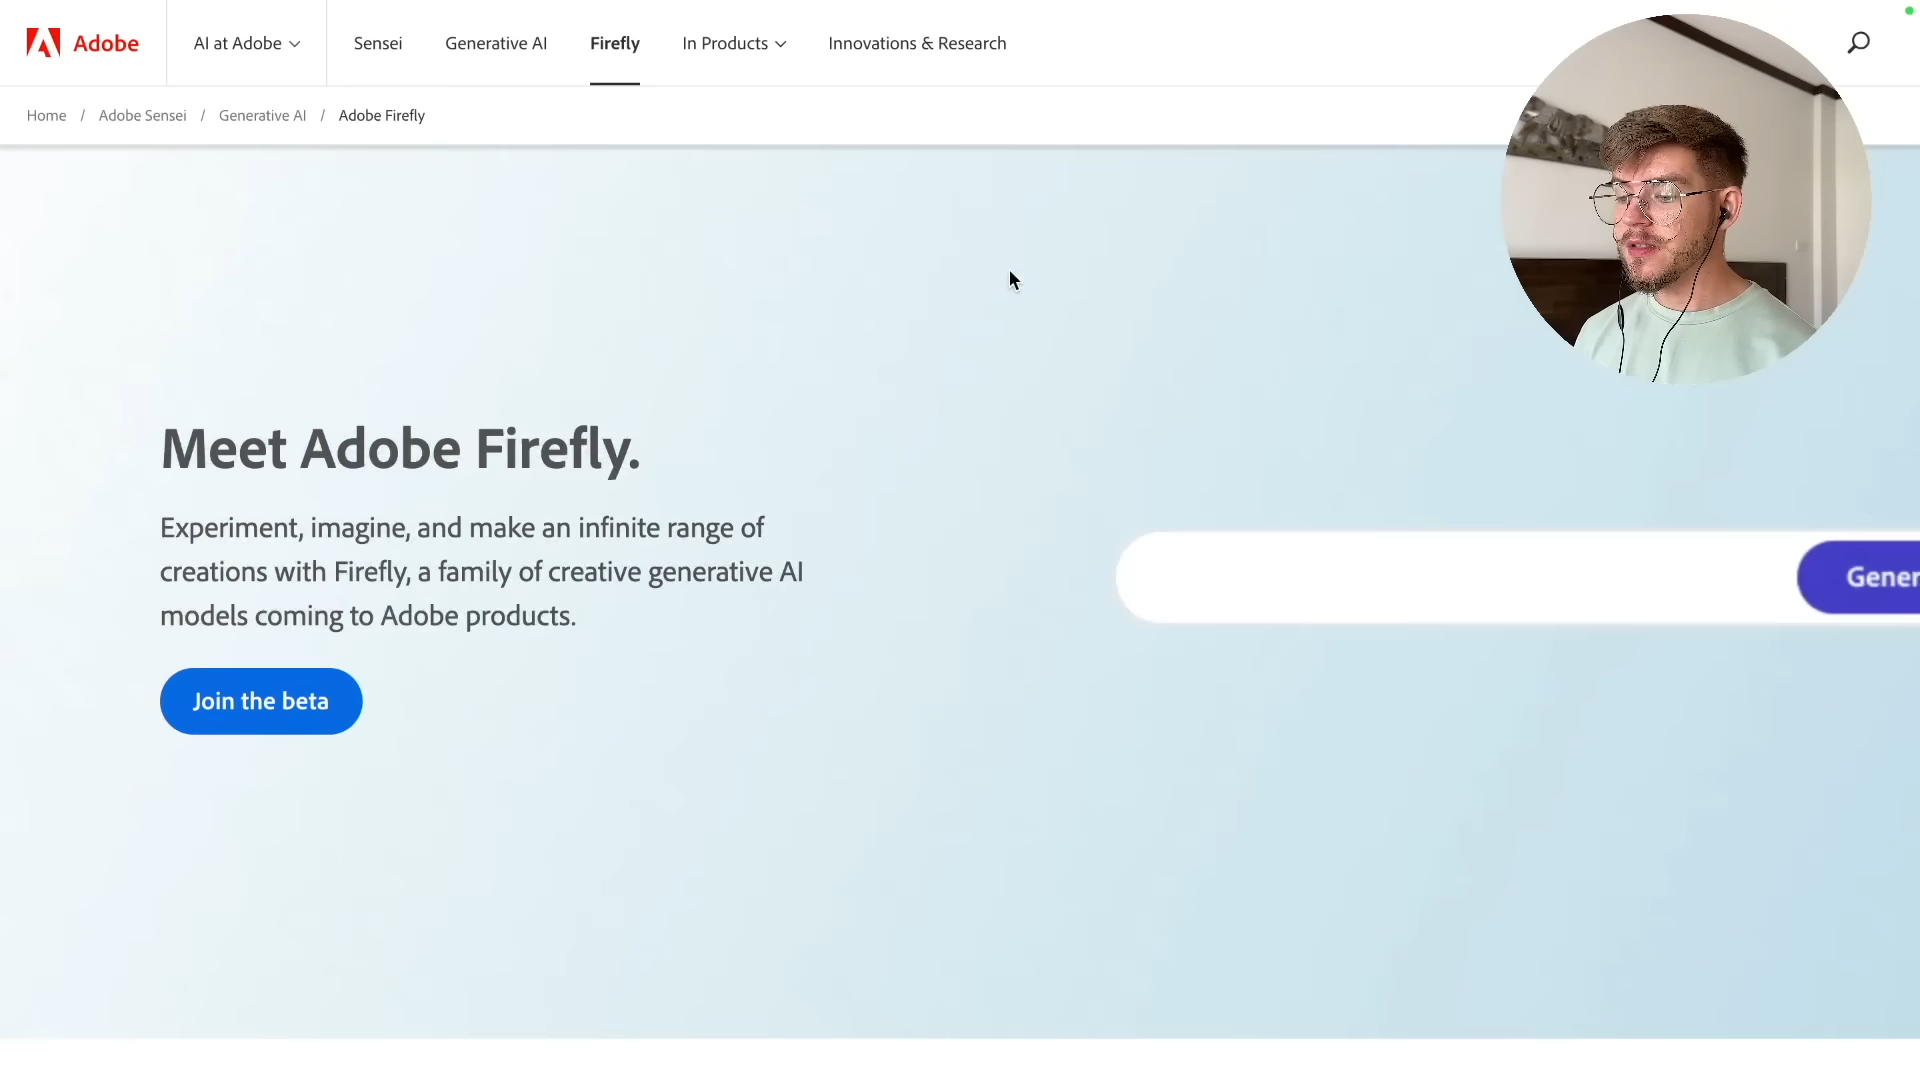 Adobe
AI at Adobe
Sensei
Generative AI
Firefly
In Products
Innovations & Research
Home / Adobe Sensei / Generative AI / Adobe Firefly
Meet Adobe Firefly.
Experiment, imagine, and make an infinite range of
creations with Firefly, a family of creative generative AI
models coming to Adobe products.
Gener
Join the beta